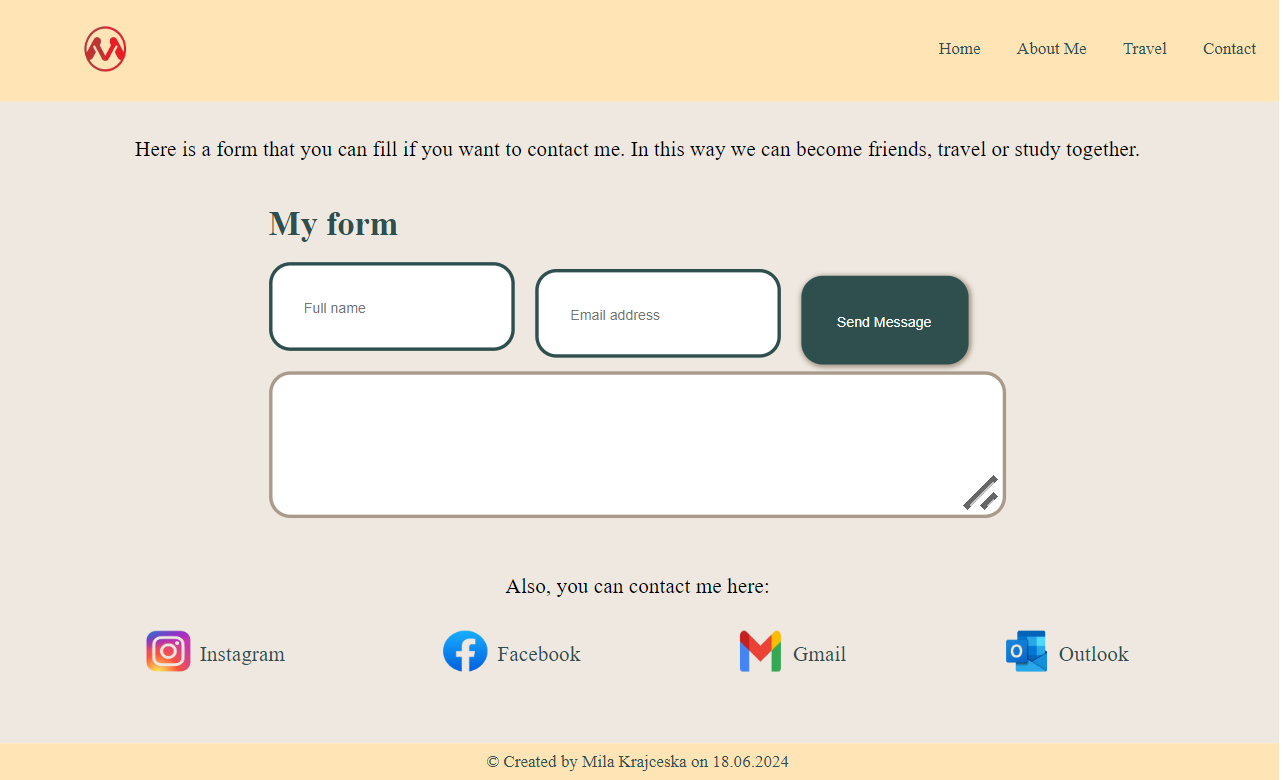 Home About Me Travel Contact
Here is a form that you can fill if you want to contact me. In this way we can become friends, travel or study together.
My form
Full name
Email address
Send Message
Also, you can contact me here:
Instagram Facebook Gmail Outlook
© Created by Mila Krajceska on 18.06.2024